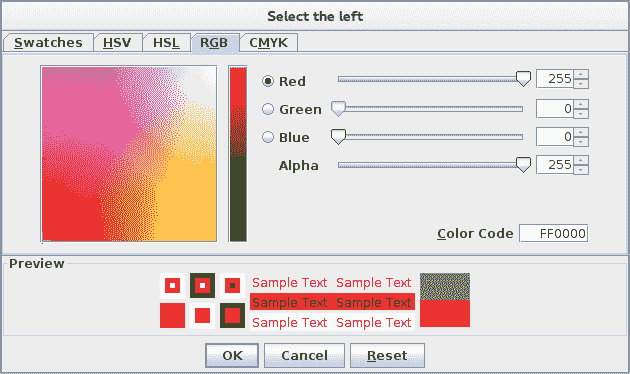 Select the left
Swatches HSV HSL RGB CMYK
Red 255
Green 0
Blue 0
Alpha 255
Color Code FF0000
Preview
Sample Text Sample Text
Sample Text Sample Text
Sample Text Sample Text
OK Cancel Reset